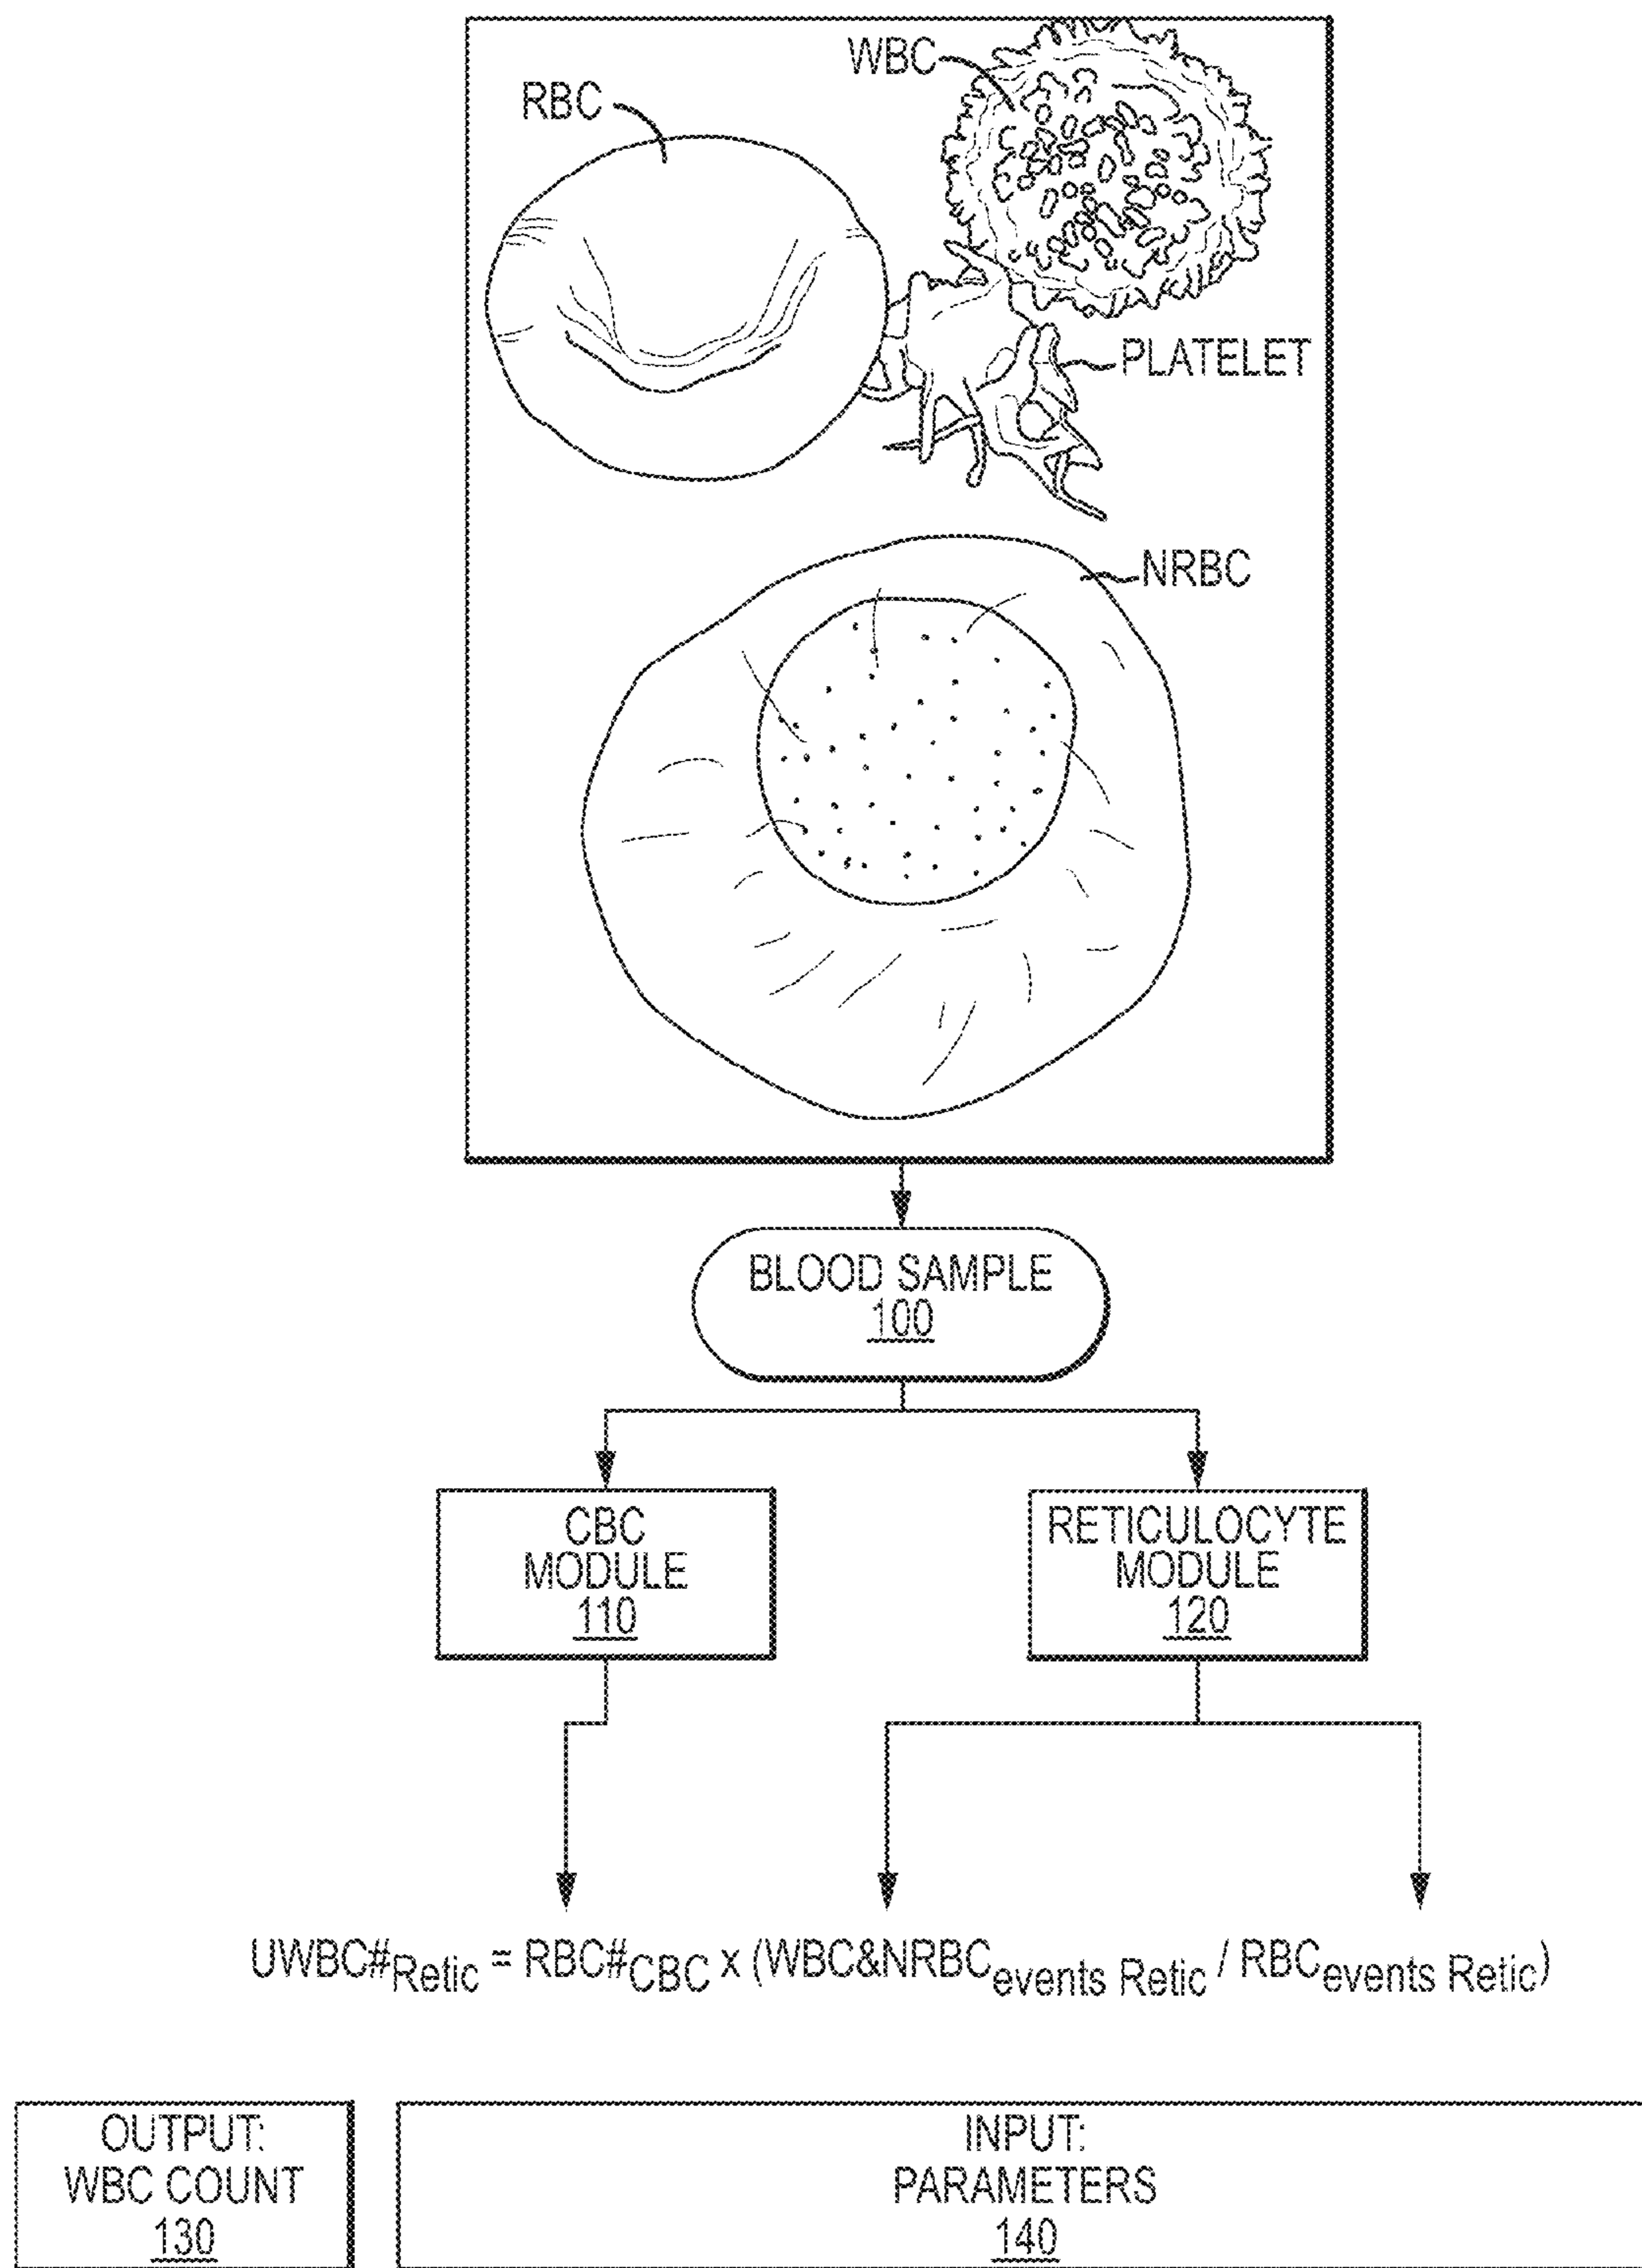 WBC
RBC
PLATELET
NRBC
BLOOD SAMPLE
100
CBC
MODULE
110
RETICULOCYTE
MODULE
120
UWBC#Retic = RBC#CBC x (WBC&NRBCevents Retic / RBCevents Retic)
OUTPUT:
WBC COUNT
130
INPUT:
PARAMETERS
140